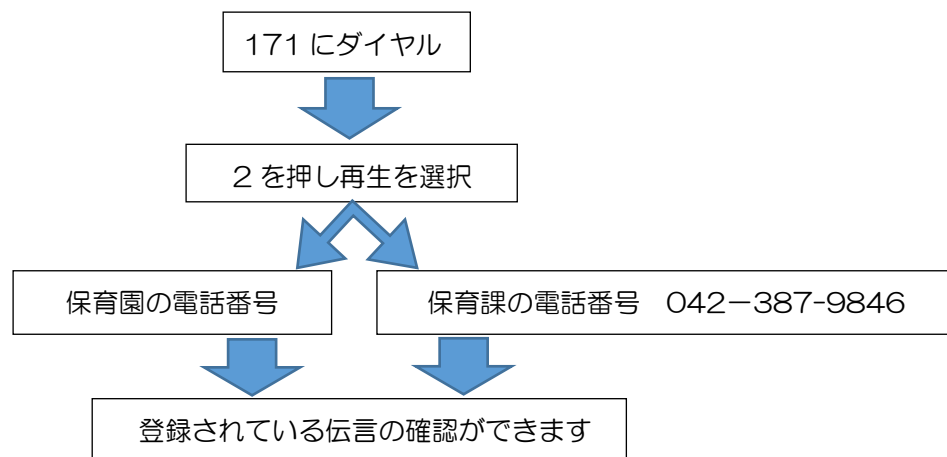 171 にダイヤル
2 を押し再生を選択
保育園の電話番号
保育課の電話番号　042－387-9846
登録されている伝言の確認ができます